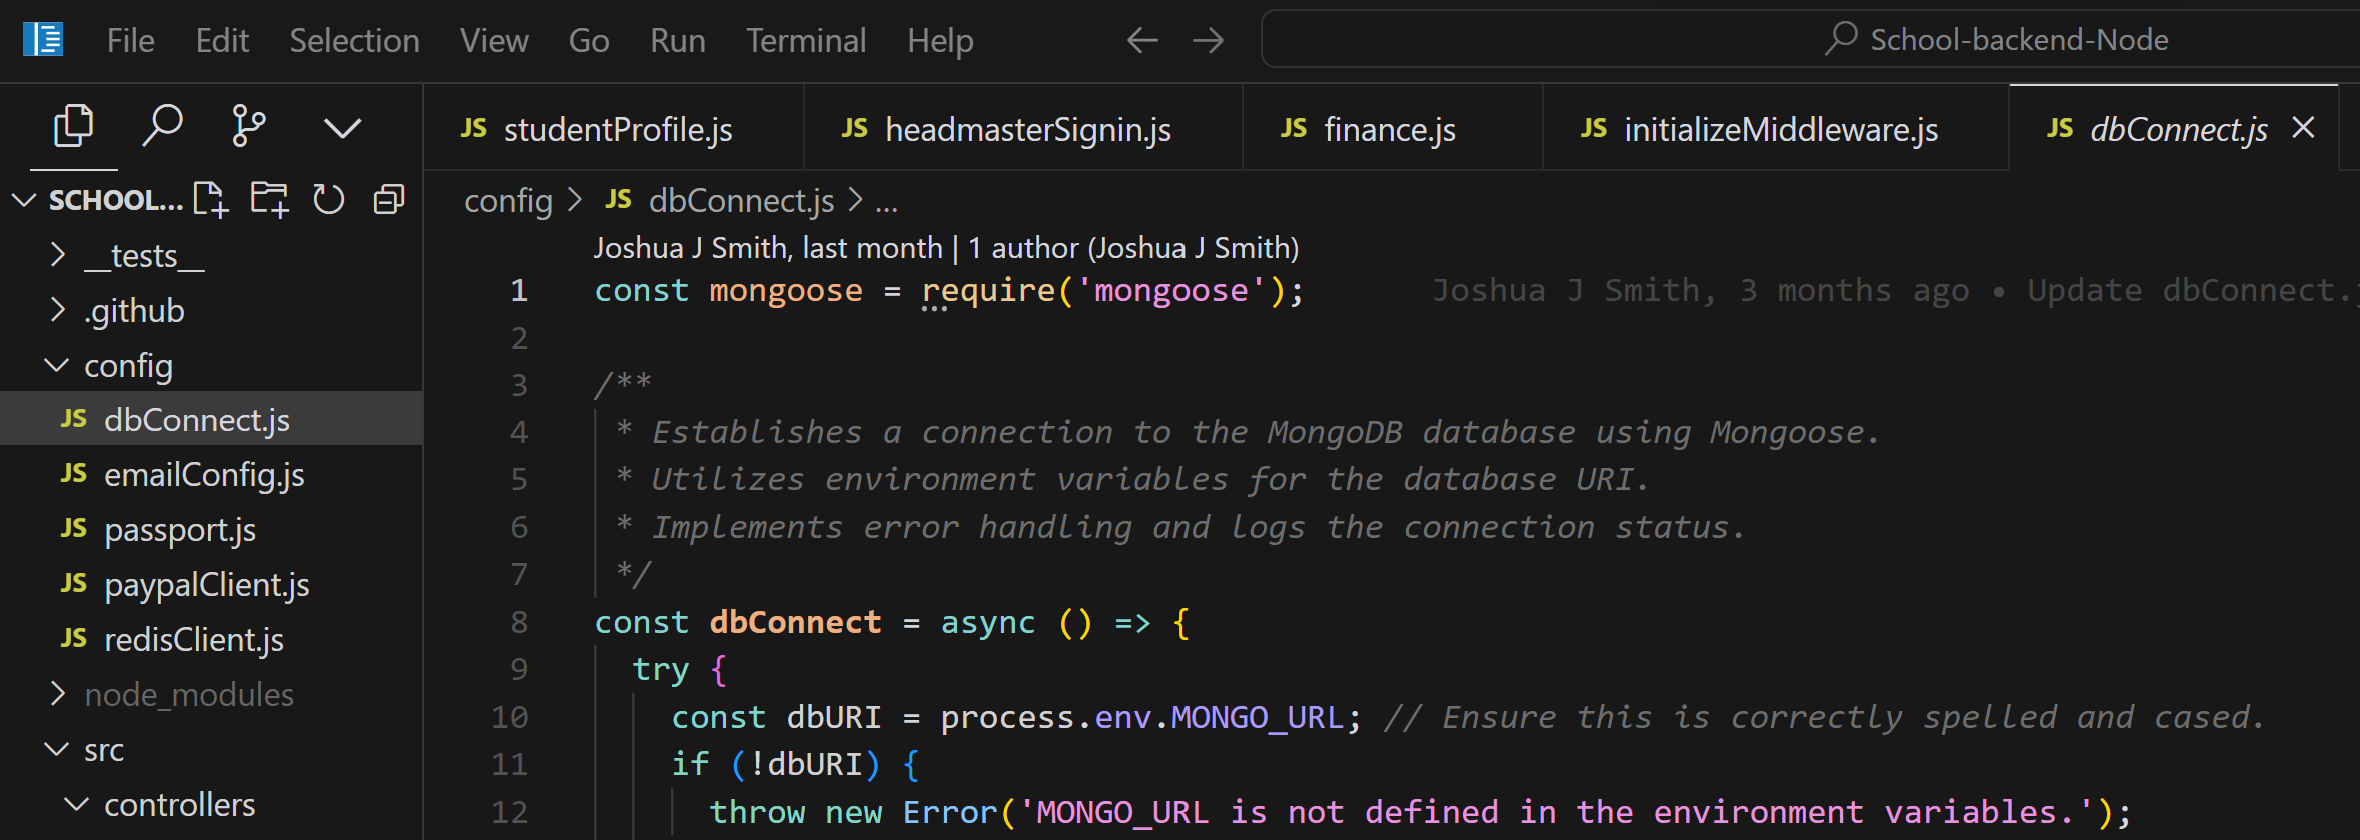 File Edit Selection View Go Run Terminal Help School-backend-Node
JS studentProfile.js JS headmasterSignin.js JS finance.js JS initializeMiddleware.js JS dbConnect.js
SCHOOL...
__tests__
.github
config
JS dbConnect.js
JS emailConfig.js
JS passport.js
JS paypalClient.js
JS redisClient.js
node_modules
src
controllers
config > JS dbConnect.js > ...
Joshua J Smith, last month | 1 author (Joshua J Smith)
1 const mongoose = require('mongoose'); Joshua J Smith, 3 months ago • Update dbConnect.j
2
3 /**
4 * Establishes a connection to the MongoDB database using Mongoose.
5 * Utilizes environment variables for the database URI.
6 * Implements error handling and logs the connection status.
7 */
8 const dbConnect = async () => {
9 try {
10 const dbURI = process.env.MONGO_URL; // Ensure this is correctly spelled and cased.
11 if (!dbURI) {
12 throw new Error('MONGO_URL is not defined in the environment variables.');